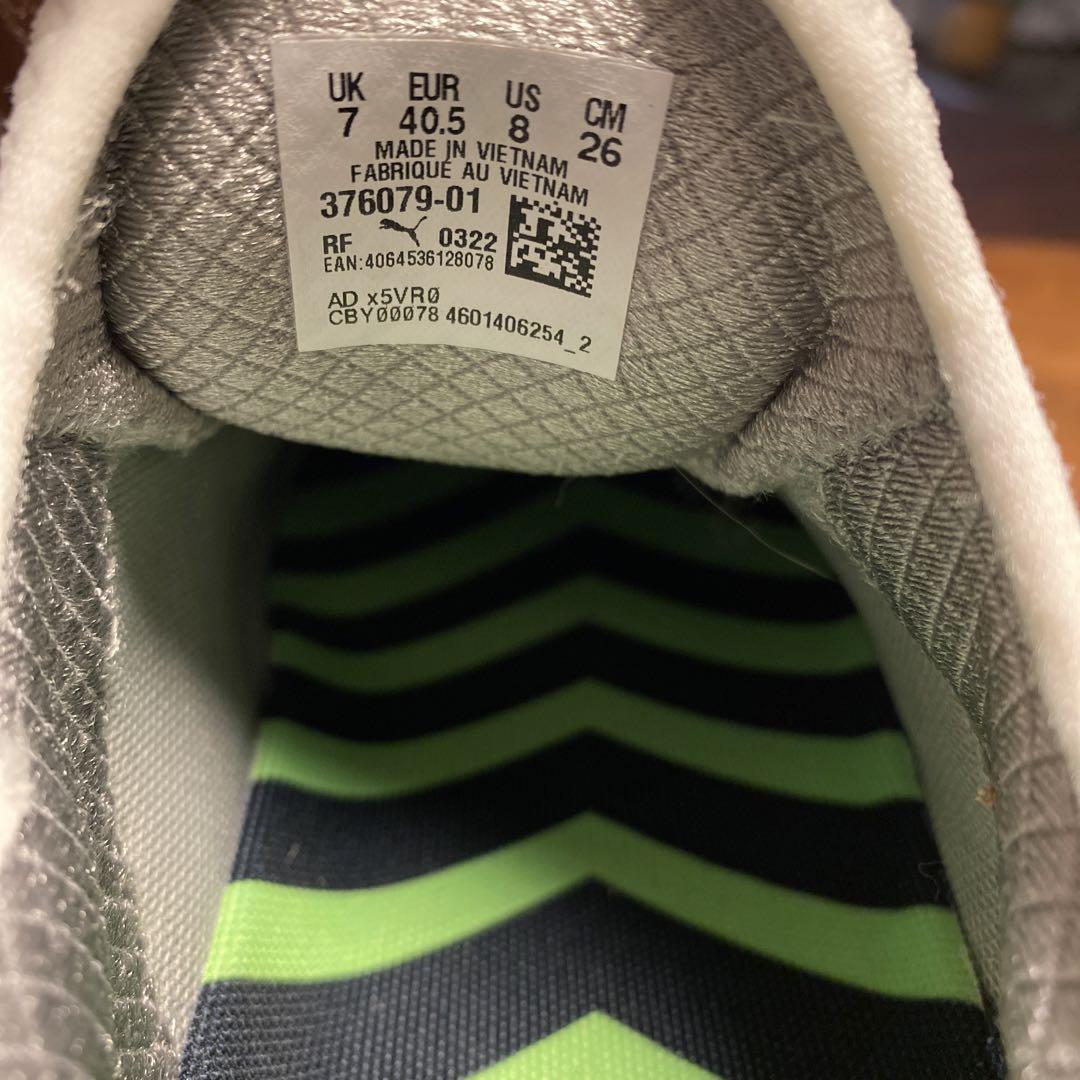 UK EUR US CM
7 40.5 8 26
MADE IN VIETNAM
FABRIQUÉ AU VIETNAM
376079-01
RF 0322
EAN:4064536128078
AD x5VR0
CBY00078 4601406254_2